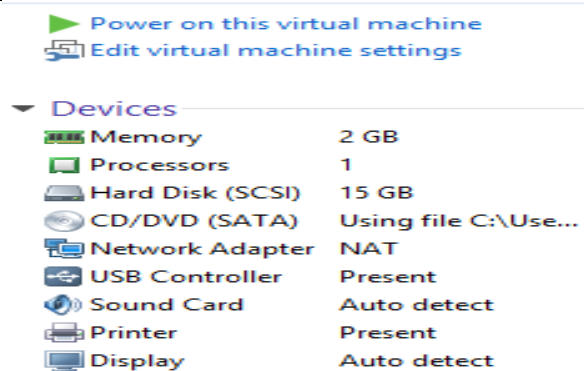 Power on this virtual machine
Edit virtual machine settings
Devices
Memory 2 GB
Processors 1
Hard Disk (SCSI) 15 GB
CD/DVD (SATA) Using file C:\Use...
Network Adapter NAT
USB Controller Present
Sound Card Auto detect
Printer Present
Display Auto detect